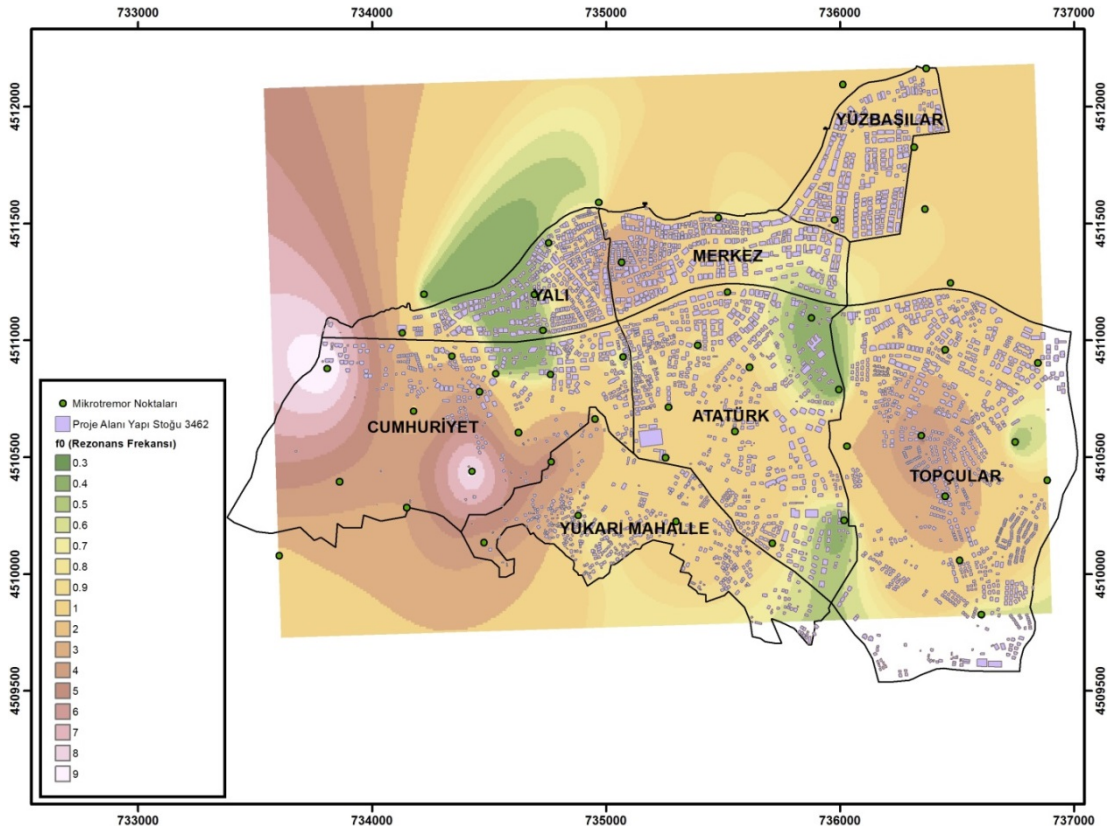 733000 734000 735000 736000 737000
4512000 4512000
YÜZBAŞILAR
4511500 4511500
MERKEZ
YALI
4511000 4511000
Mikrotremor Noktaları
Proje Alanı Yapı Stoğu 3462
f0 (Rezonans Frekansı)
0.3
0.4
0.5
0.6
0.7
0.8
0.9
1
2
3
4
5
6
7
8
9
ATATÜRK
CUMHURİYET
4510500 4510500
TOPÇULAR
YUKARI MAHALLE
4510000 4510000
4509500 4509500
733000 734000 735000 736000 737000